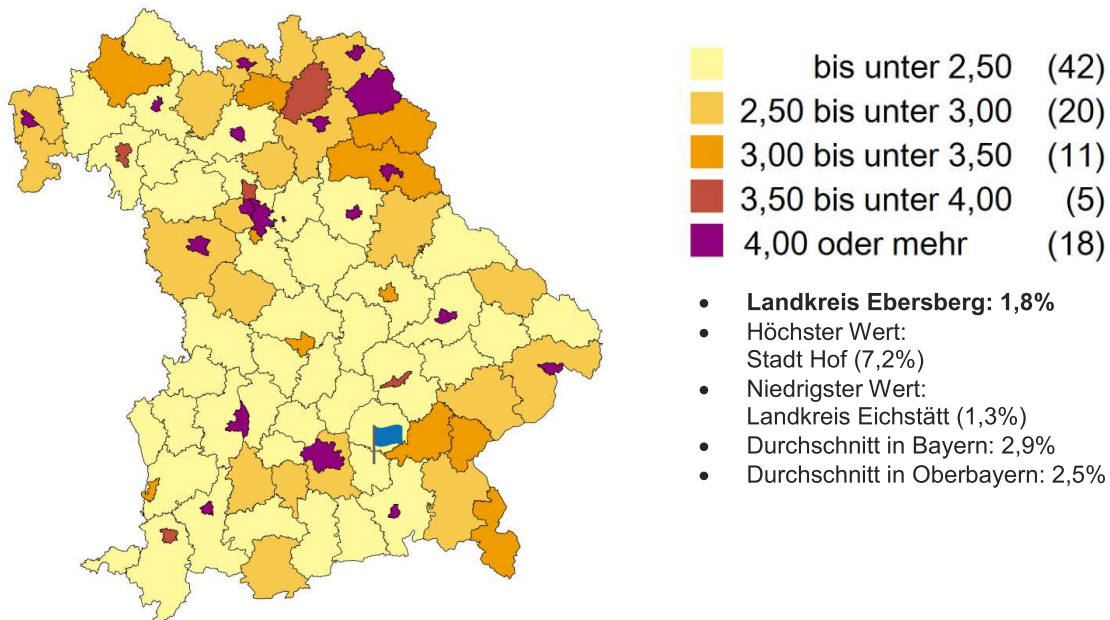 bis unter 2,50 (42)
2,50 bis unter 3,00 (20)
3,00 bis unter 3,50 (11)
3,50 bis unter 4,00 (5)
4,00 oder mehr (18)
• Landkreis Ebersberg: 1,8%
• Höchster Wert:
Stadt Hof (7,2%)
• Niedrigster Wert:
Landkreis Eichstätt (1,3%)
• Durchschnitt in Bayern: 2,9%
• Durchschnitt in Oberbayern: 2,5%